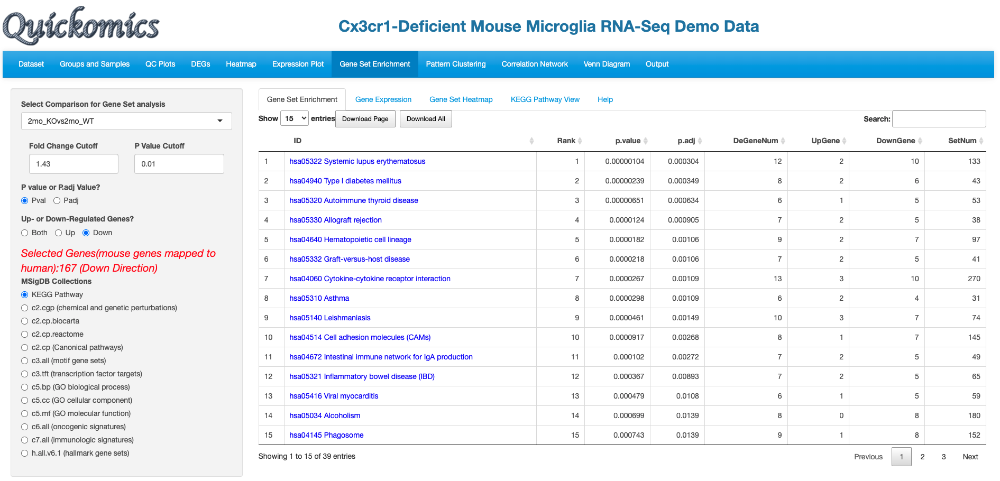 Quickomics
Cx3cr1-Deficient Mouse Microglia RNA-Seq Demo Data
Dataset Groups and Samples QC Plots DEGs Heatmap Expression Plot Gene Set Enrichment Pattern Clustering Correlation Network Venn Diagram Output
Select Comparison for Gene Set analysis
2mo_KOvs2mo_WT
Fold Change Cutoff P Value Cutoff
1.43 0.01
P value or P.adj Value?
Pval Padj
Up- or Down-Regulated Genes?
Both Up Down
Selected Genes(mouse genes mapped to
human):167 (Down Direction)
MSigDB Collections
KEGG Pathway
c2.cgp (chemical and genetic perturbations)
c2.cp.biocarta
c2.cp.reactome
c2.cp (Canonical pathways)
c3.all (motif gene sets)
c3.tft (transcription factor targets)
c5.bp (GO biological process)
c5.cc (GO cellular component)
c5.mf (GO molecular function)
c6.all (oncogenic signatures)
c7.all (immunologic signatures)
h.all.v6.1 (hallmark gene sets)
Gene Set Enrichment Gene Expression Gene Set Heatmap KEGG Pathway View Help
Show 15 entries Download Page Download All Search:
ID Rank p.value p.adj DeGeneNum UpGene DownGene SetNum
1 hsa05322 Systemic lupus erythematosus 1 0.00000104 0.000304 12 2 10 133
2 hsa04940 Type I diabetes mellitus 2 0.00000239 0.000349 8 2 6 43
3 hsa05320 Autoimmune thyroid disease 3 0.00000651 0.000634 6 1 5 53
4 hsa05330 Allograft rejection 4 0.0000124 0.000905 7 2 5 38
5 hsa04640 Hematopoietic cell lineage 5 0.0000182 0.00106 9 2 7 97
6 hsa05332 Graft-versus-host disease 6 0.0000218 0.00106 7 2 5 41
7 hsa04060 Cytokine-cytokine receptor interaction 7 0.0000267 0.00109 13 3 10 270
8 hsa05310 Asthma 8 0.0000298 0.00109 6 2 4 31
9 hsa05140 Leishmaniasis 9 0.0000461 0.00149 10 3 7 74
10 hsa04514 Cell adhesion molecules (CAMs) 10 0.0000917 0.00268 8 1 7 145
11 hsa04672 Intestinal immune network for IgA production 11 0.000102 0.00272 7 2 5 49
12 hsa05321 Inflammatory bowel disease (IBD) 12 0.000367 0.00893 7 2 5 65
13 hsa05416 Viral myocarditis 13 0.000479 0.0108 6 1 5 59
14 hsa05034 Alcoholism 14 0.000699 0.0139 8 0 8 180
15 hsa04145 Phagosome 15 0.000743 0.0139 9 1 8 152
Showing 1 to 15 of 39 entries Previous 1 2 3 Next